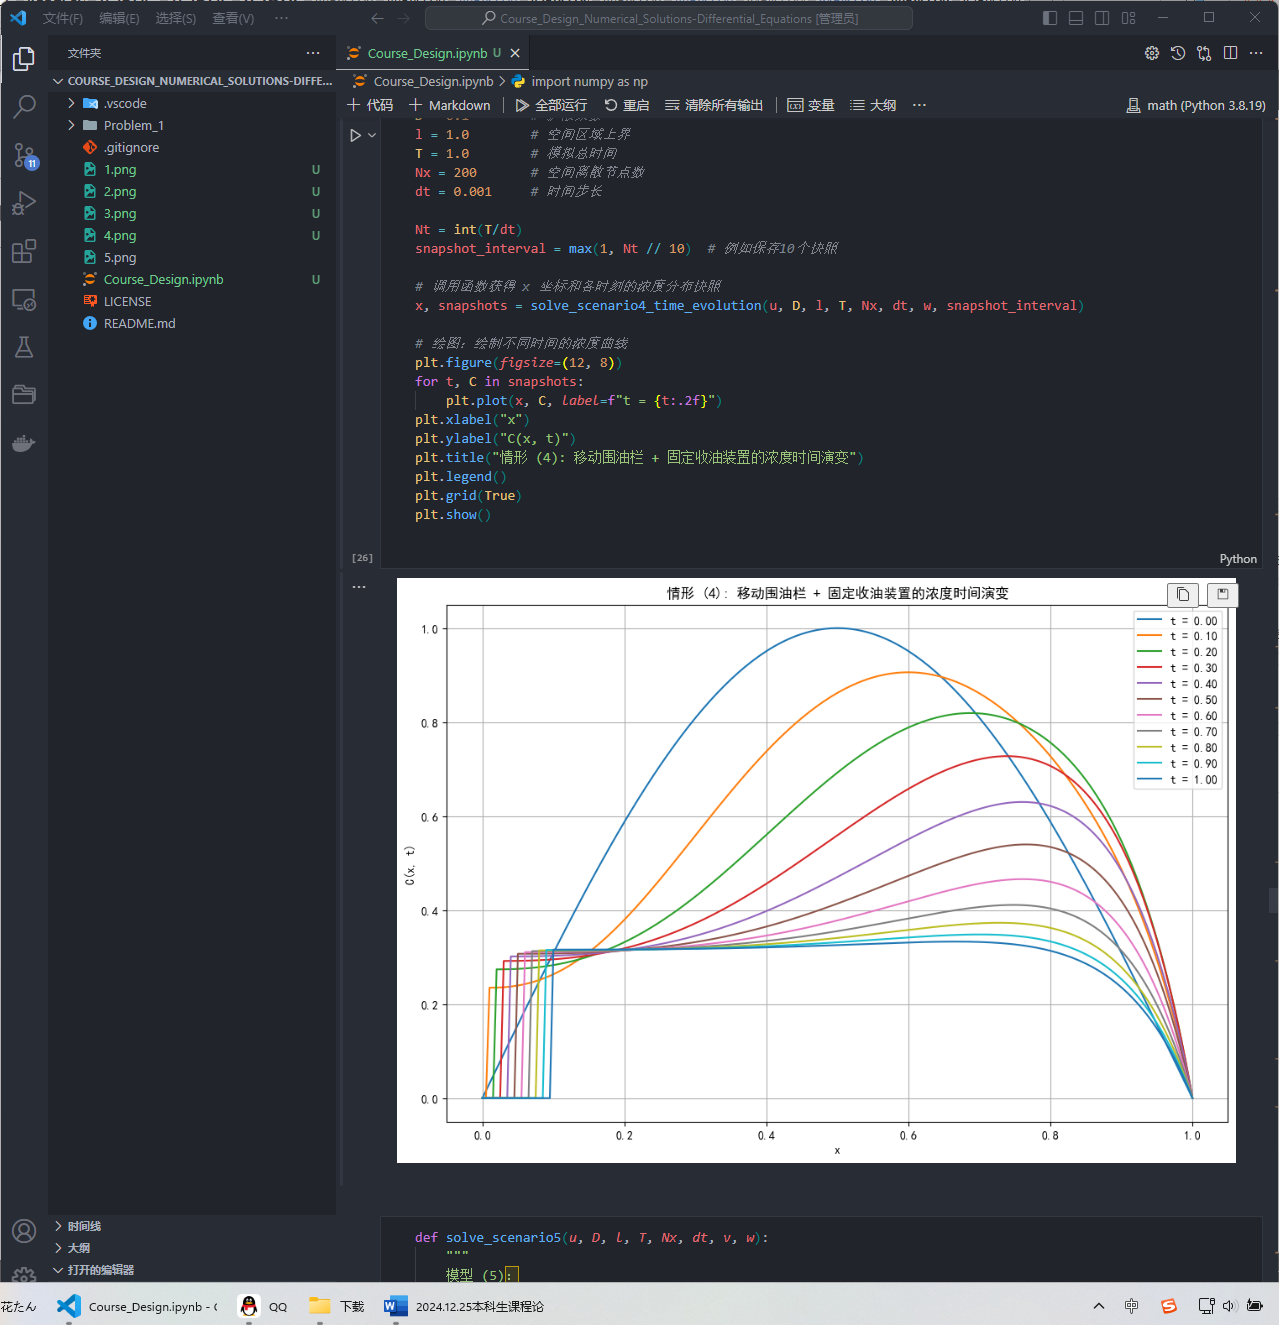 文件(F) 编辑(E) 选择(S) 查看(V) ··· Course_Design_Numerical_Solutions-Differential_Equations [管理员]
文件夹 ···
Course_Design.ipynb U
COURSE_DESIGN_NUMERICAL_SOLUTIONS-DIFFE...
.vscode
Problem_1
.gitignore
1.png U
2.png U
3.png U
4.png U
5.png
Course_Design.ipynb U
LICENSE
README.md
11
时间线
大纲
打开的编辑器
Course_Design.ipynb > import numpy as np
+ 代码 + Markdown 全部运行 重启 清除所有输出 变量 大纲 ··· math (Python 3.8.19)
l = 1.0 # 空间区域上界
T = 1.0 # 模拟总时间
Nx = 200 # 空间离散节点数
dt = 0.001 # 时间步长
Nt = int(T/dt)
snapshot_interval = max(1, Nt // 10) # 例如保存10个快照
# 调用函数获得 x 坐标和各时刻的浓度分布快照
x, snapshots = solve_scenario4_time_evolution(u, D, l, T, Nx, dt, w, snapshot_interval)
# 绘图：绘制不同时间的浓度曲线
plt.figure(figsize=(12, 8))
for t, C in snapshots:
plt.plot(x, C, label=f"t = {t:.2f}")
plt.xlabel("x")
plt.ylabel("C(x, t)")
plt.title("情形 (4): 移动围油栏 + 固定收油装置的浓度时间演变")
plt.legend()
plt.grid(True)
plt.show()
[26]
Python
情形 (4): 移动围油栏 + 固定收油装置的浓度时间演变
t = 0.00
t = 0.10
t = 0.20
t = 0.30
t = 0.40
t = 0.50
t = 0.60
t = 0.70
t = 0.80
t = 0.90
t = 1.00
1.0
0.8
0.6
0.4
0.2
0.0
C(x, t)
0.0 0.2 0.4 0.6 0.8 1.0
x
def solve_scenario5(u, D, l, T, Nx, dt, v, w):
"""
模型 (5)：
花たん Course_Design.ipynb - QQ 下载 2024.12.25本科生课程论 中